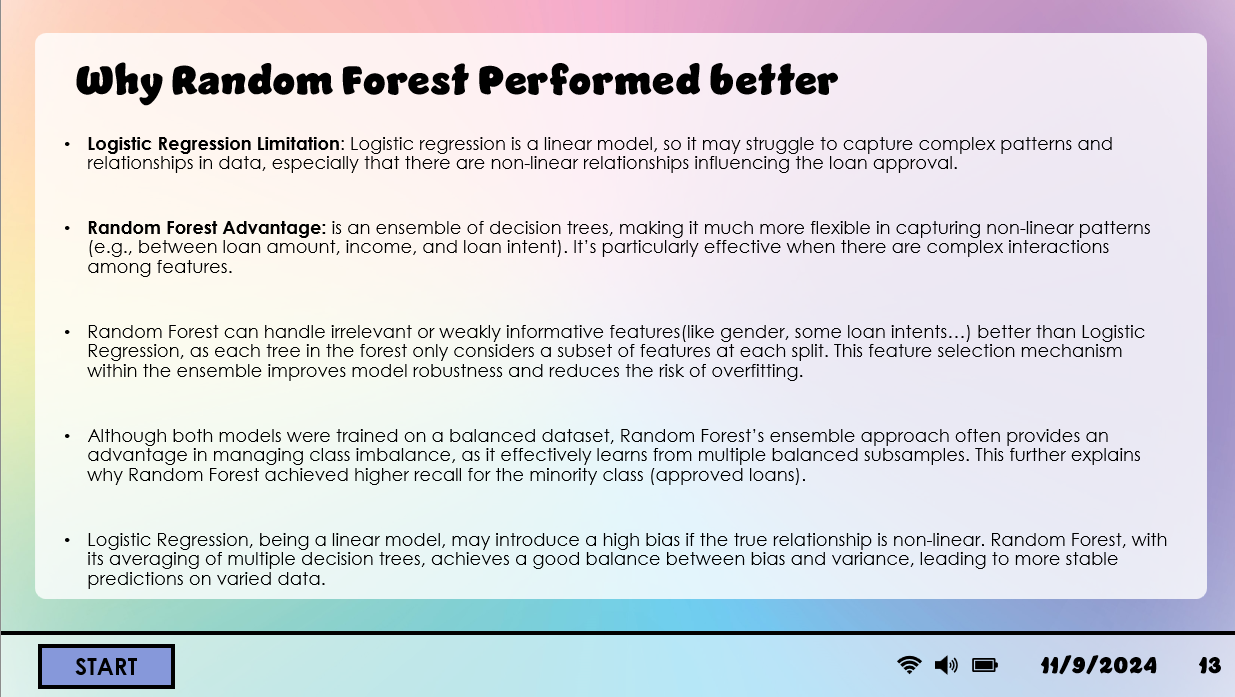 Why Random Forest Performed better
• Logistic Regression Limitation: Logistic regression is a linear model, so it may struggle to capture complex patterns and
relationships in data, especially that there are non-linear relationships influencing the loan approval.
• Random Forest Advantage: is an ensemble of decision trees, making it much more flexible in capturing non-linear patterns
(e.g., between loan amount, income, and loan intent). It’s particularly effective when there are complex interactions
among features.
• Random Forest can handle irrelevant or weakly informative features(like gender, some loan intents…) better than Logistic
Regression, as each tree in the forest only considers a subset of features at each split. This feature selection mechanism
within the ensemble improves model robustness and reduces the risk of overfitting.
• Although both models were trained on a balanced dataset, Random Forest’s ensemble approach often provides an
advantage in managing class imbalance, as it effectively learns from multiple balanced subsamples. This further explains
why Random Forest achieved higher recall for the minority class (approved loans).
• Logistic Regression, being a linear model, may introduce a high bias if the true relationship is non-linear. Random Forest, with
its averaging of multiple decision trees, achieves a good balance between bias and variance, leading to more stable
predictions on varied data.
START
11/9/2024
13